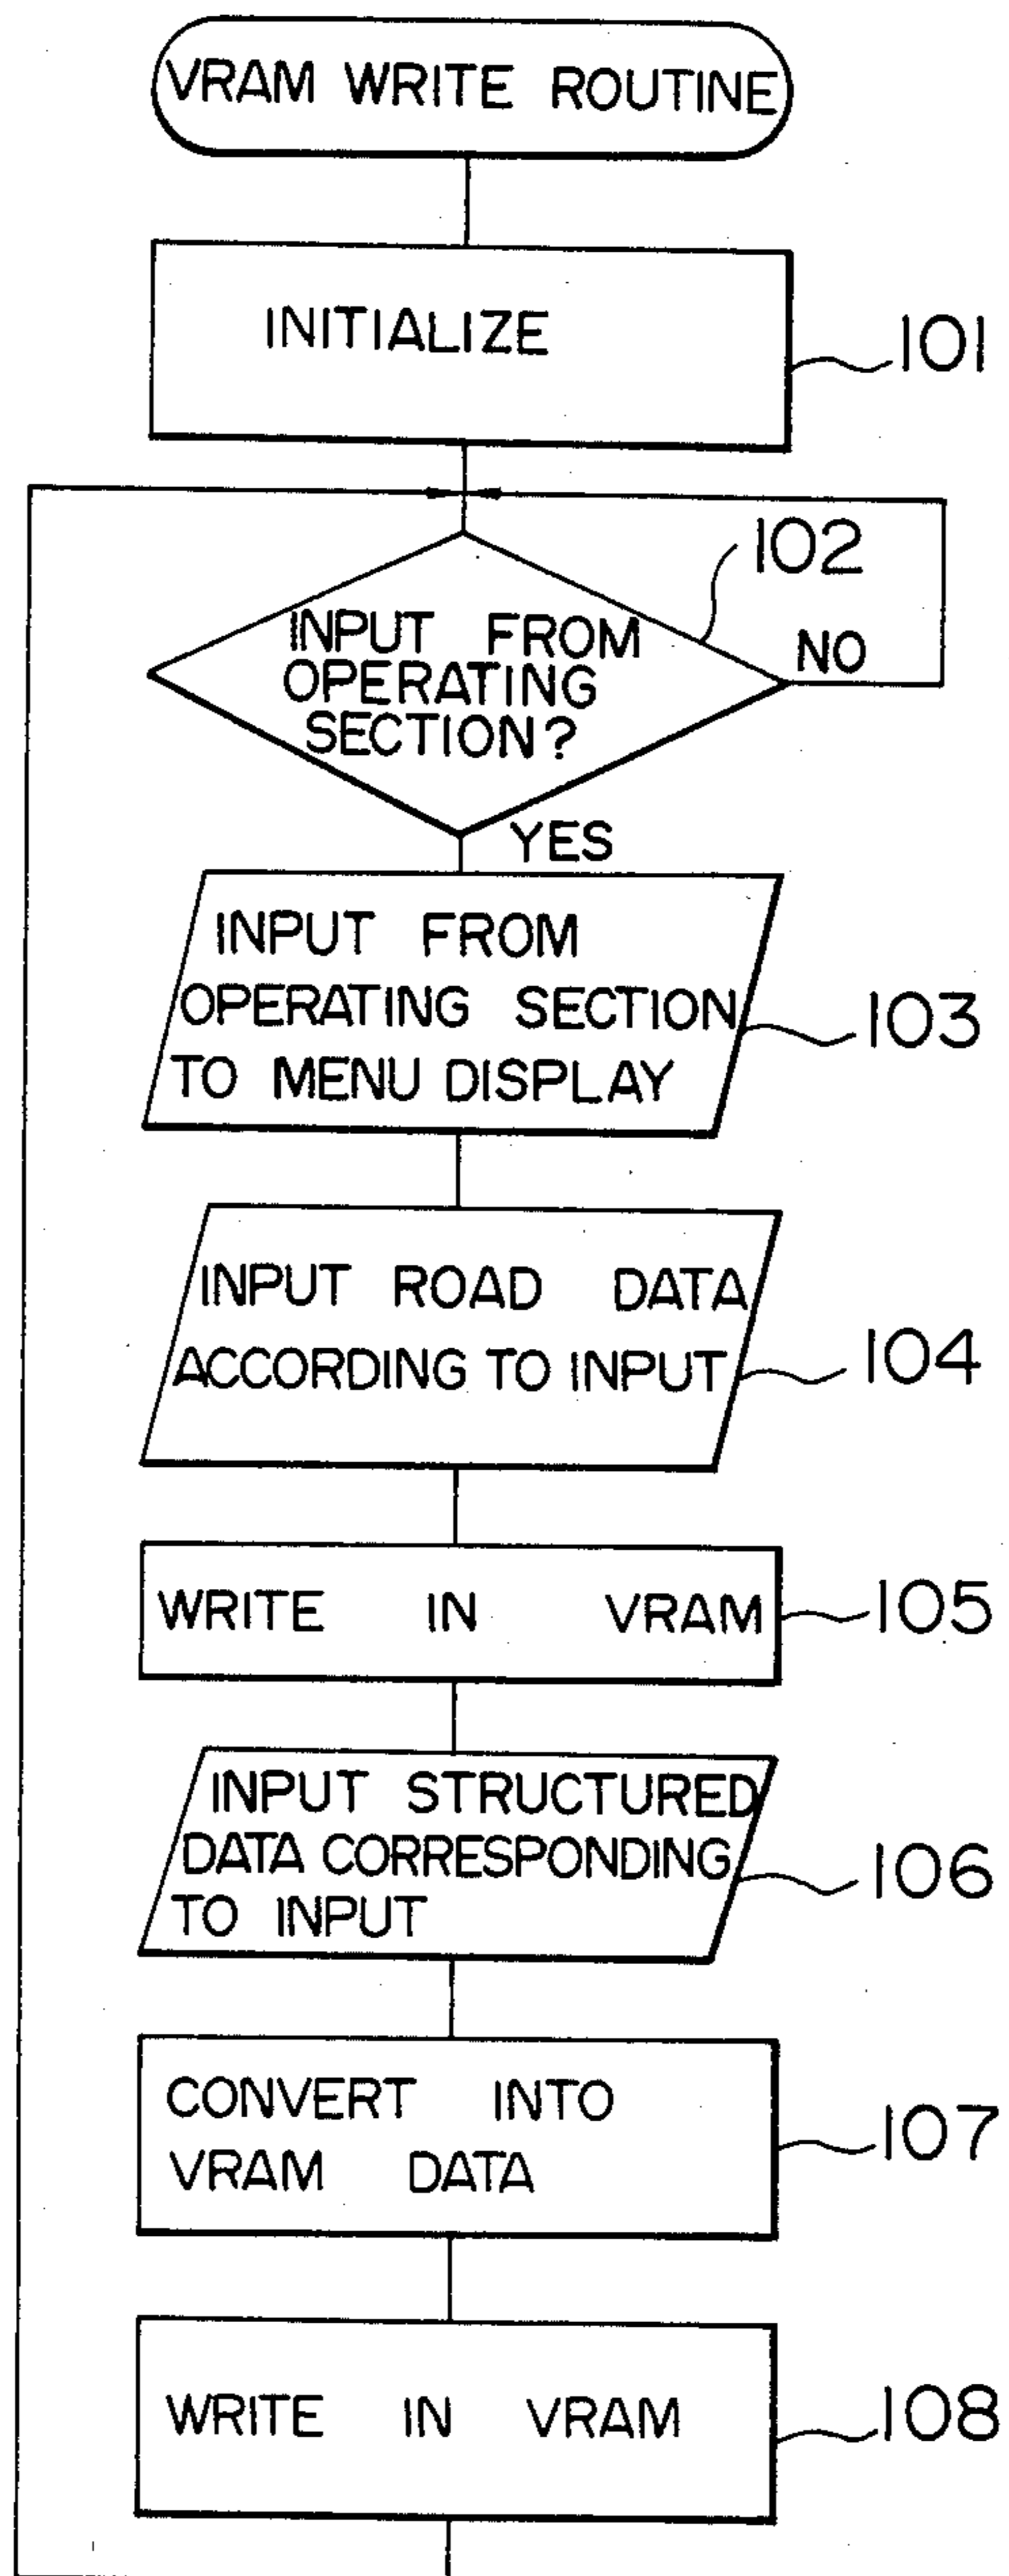 VRAM WRITE ROUTINE
INITIALIZE
101
102
INPUT FROM
OPERATING
SECTION?
NO
YES
INPUT FROM
OPERATING SECTION
TO MENU DISPLAY
103
INPUT ROAD DATA
ACCORDING TO INPUT
104
WRITE IN VRAM
105
INPUT STRUCTURED
DATA CORRESPONDING
TO INPUT
106
CONVERT INTO
VRAM DATA
107
WRITE IN VRAM
108